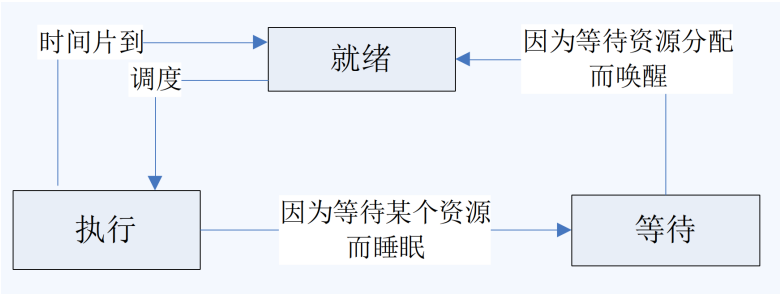 时间片到
就绪
因为等待资源分配
而唤醒
调度
执行
因为等待某个资源
而睡眠
等待